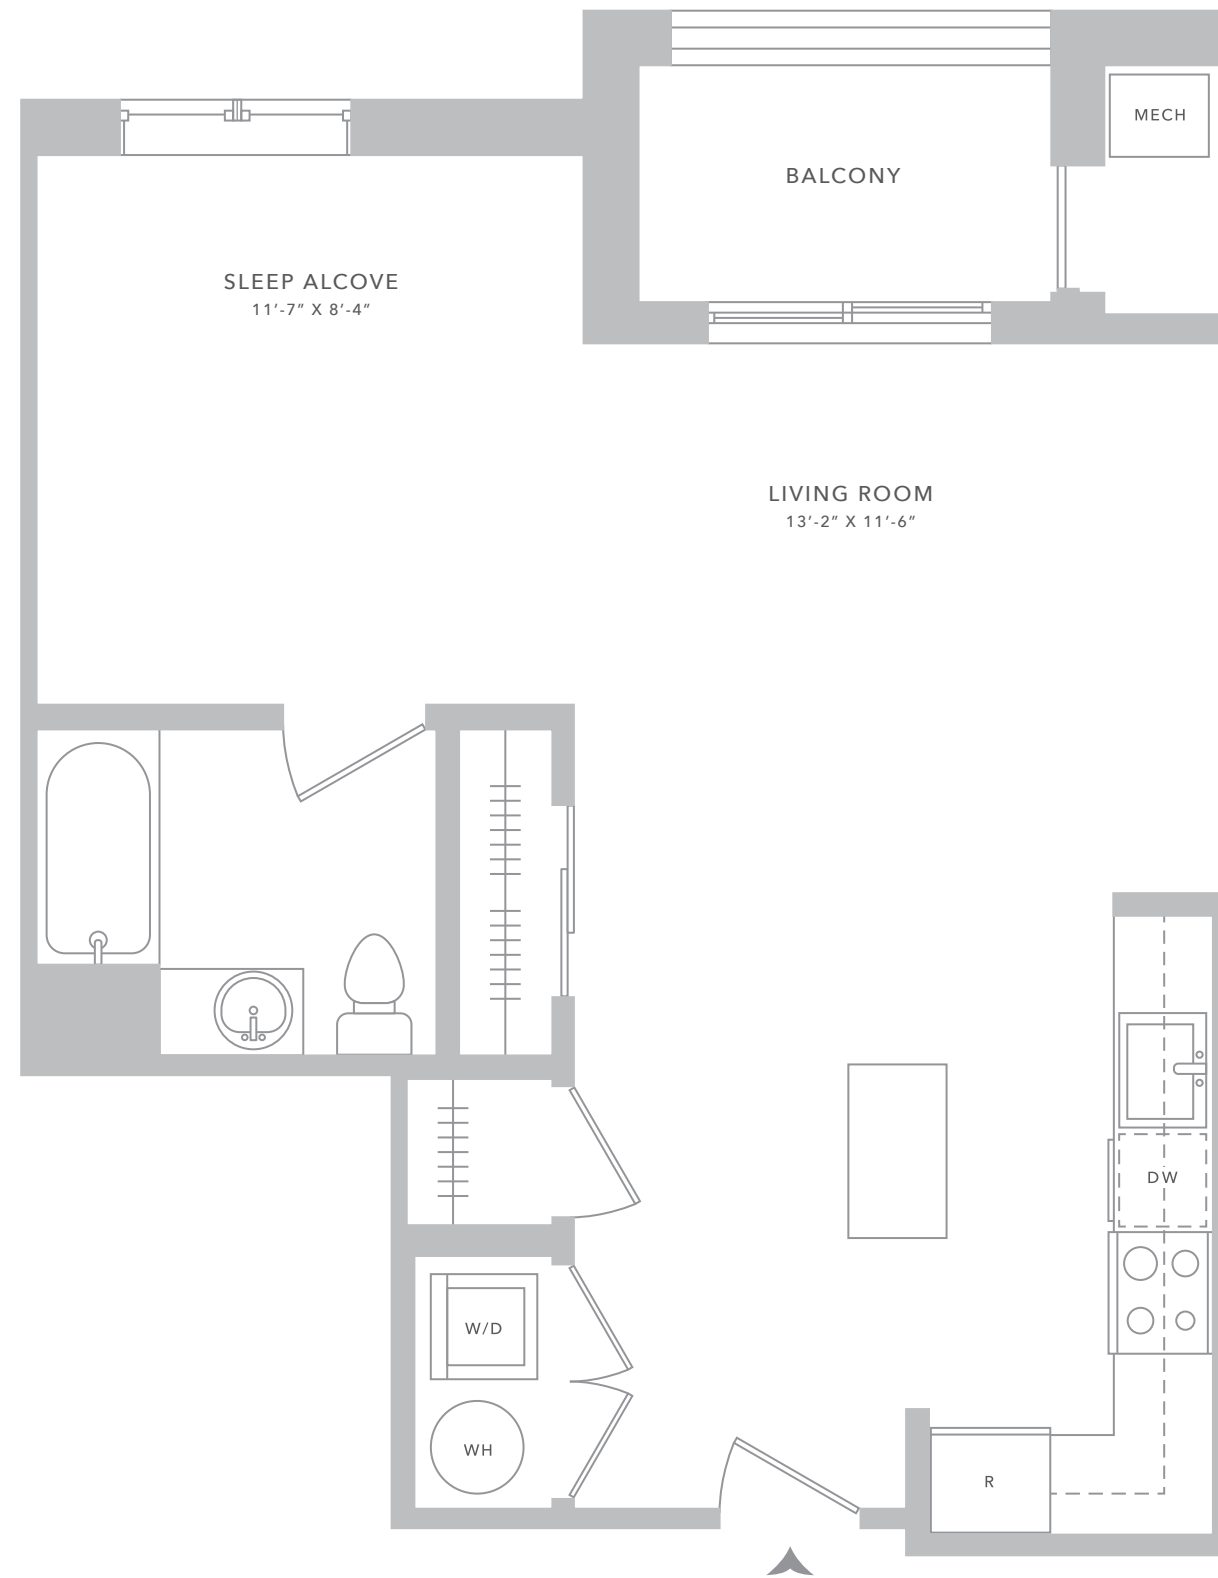 MECH
BALCONY
SLEEP ALCOVE
11’-7” X 8’-4”
LIVING ROOM
13’-2” X 11’-6”
DW
W/D
WH
R